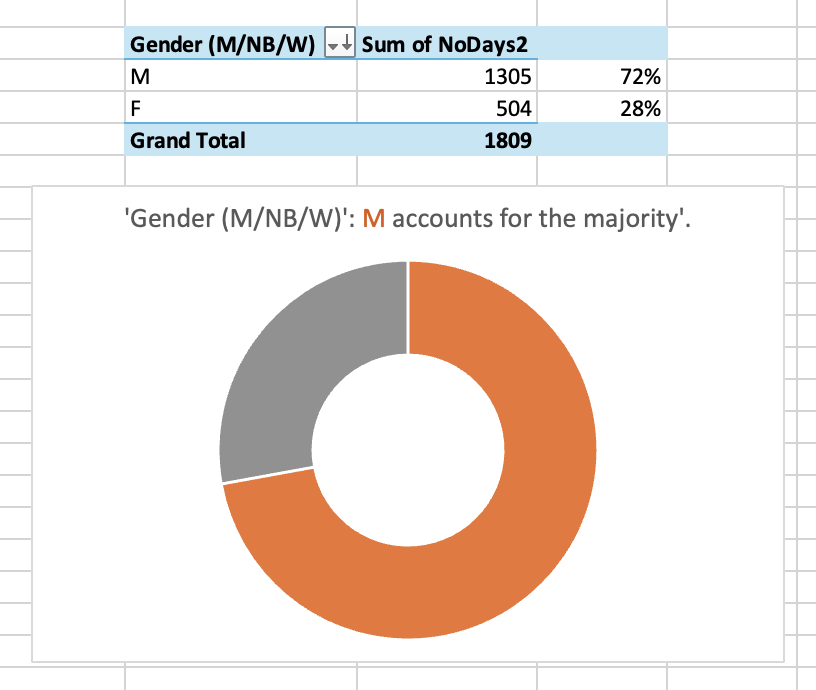 Gender (M/NB/W) Sum of NoDays2
M 1305 72%
F 504 28%
Grand Total 1809
'Gender (M/NB/W)': M accounts for the majority'.